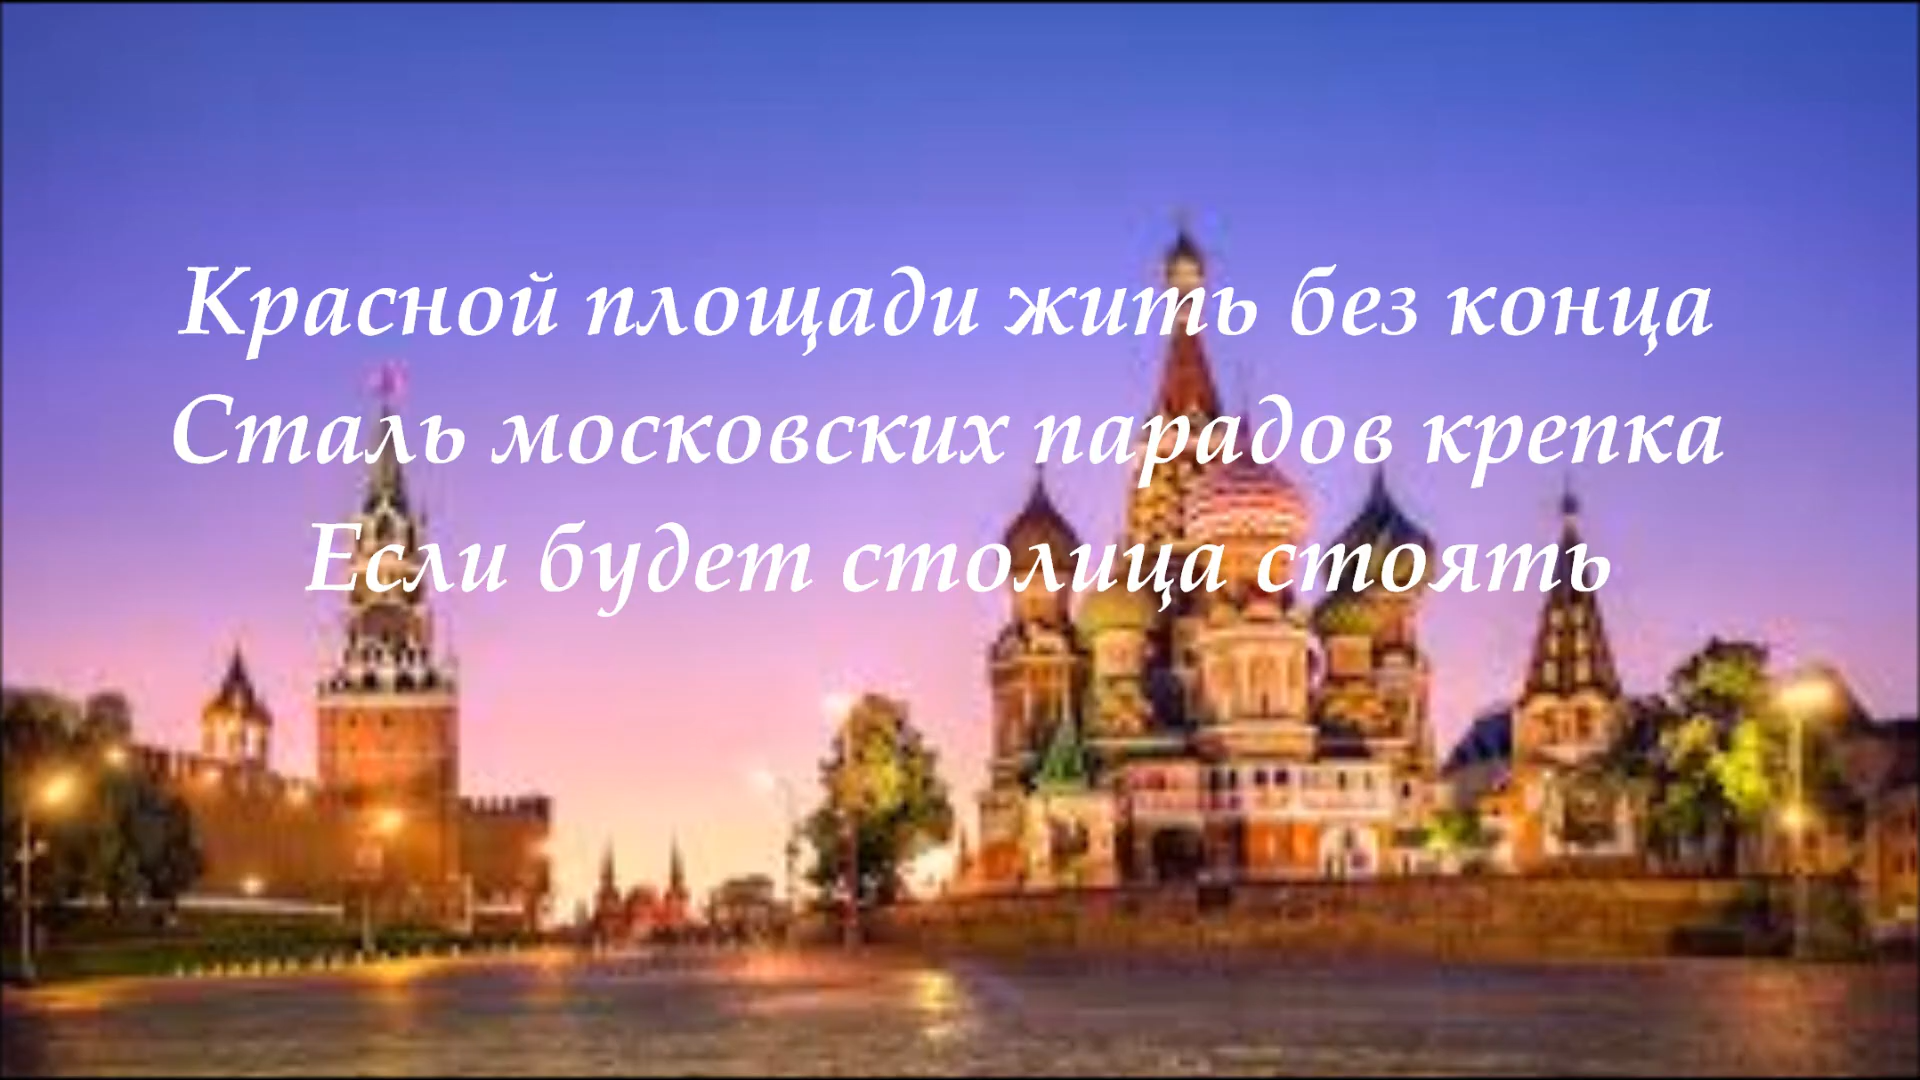 Красной площади жить без конца
Сталь московских парадов крепка
Если будет столица стоять